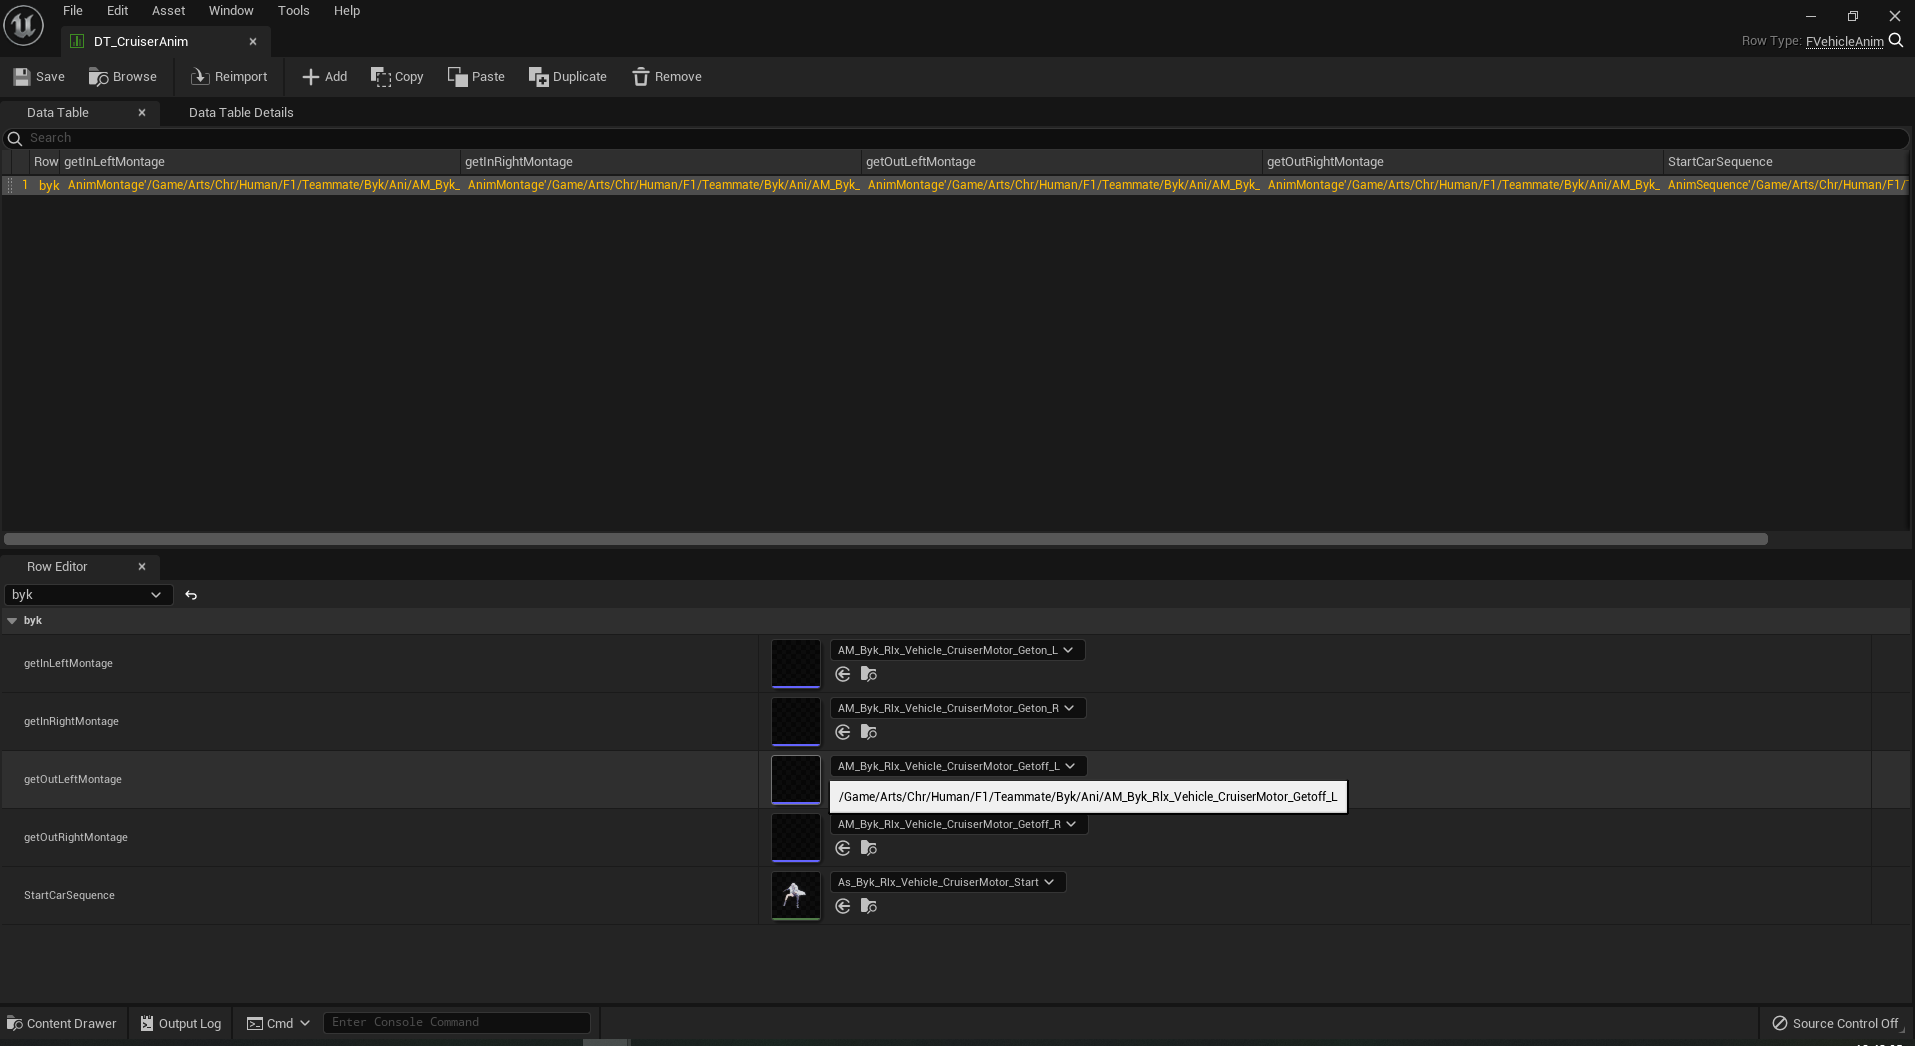 File Edit Asset Window Tools Help
DT_CruiserAnim
Row Type: FVehicleAnim
Save Browse Reimport Add Copy Paste Duplicate Remove
Data Table Data Table Details
Search
Row getInLeftMontage getInRightMontage getOutLeftMontage getOutRightMontage StartCarSequence
1 byk AnimMontage'/Game/Arts/Chr/Human/F1/Teammate/Byk/Ani/AM_Byk_ AnimMontage'/Game/Arts/Chr/Human/F1/Teammate/Byk/Ani/AM_Byk_ AnimMontage'/Game/Arts/Chr/Human/F1/Teammate/Byk/Ani/AM_Byk_ AnimMontage'/Game/Arts/Chr/Human/F1/Teammate/Byk/Ani/AM_Byk_ AnimSequence'/Game/Arts/Chr/Human/F1/
Row Editor
byk
byk
getInLeftMontage AM_Byk_Rlx_Vehicle_CruiserMotor_Geton_L
getInRightMontage AM_Byk_Rlx_Vehicle_CruiserMotor_Geton_R
getOutLeftMontage AM_Byk_Rlx_Vehicle_CruiserMotor_Getoff_L
/Game/Arts/Chr/Human/F1/Teammate/Byk/Ani/AM_Byk_Rlx_Vehicle_CruiserMotor_Getoff_L
getOutRightMontage AM_Byk_Rlx_Vehicle_CruiserMotor_Getoff_R
StartCarSequence As_Byk_Rlx_Vehicle_CruiserMotor_Start
Content Drawer Output Log Cmd Enter Console Command Source Control Off